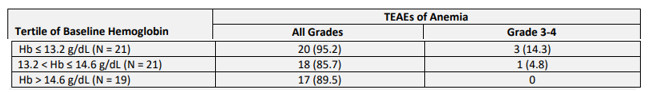 TEAEs of Anemia
Tertile of Baseline Hemoglobin All Grades Grade 3-4
Hb ≤ 13.2 g/dL (N = 21) 20 (95.2) 3 (14.3)
13.2 < Hb ≤ 14.6 g/dL (N = 21) 18 (85.7) 1 (4.8)
Hb > 14.6 g/dL (N = 19) 17 (89.5) 0